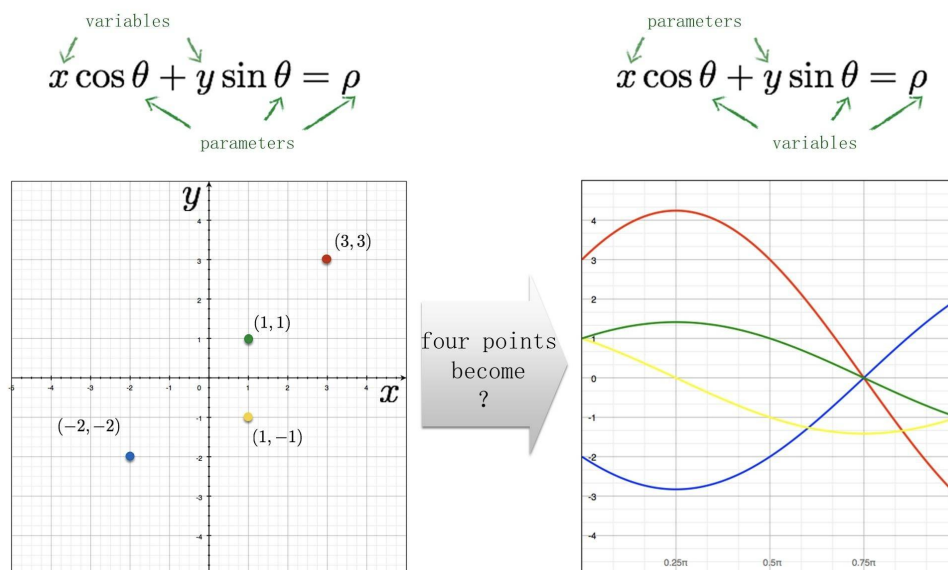 variables
x cos θ + y sin θ = ρ
parameters
parameters
x cos θ + y sin θ = ρ
variables
y
4
(3, 3)
3
2
(1, 1)
1
-5 -4 -3 -2 -1 0 1 2 3 4
x
-1
(-2, -2)
(1, -1)
-2
-3
-4
four points
become
?
4
3
2
1
0
-1
-2
-3
-4
0.25π 0.5π 0.75π